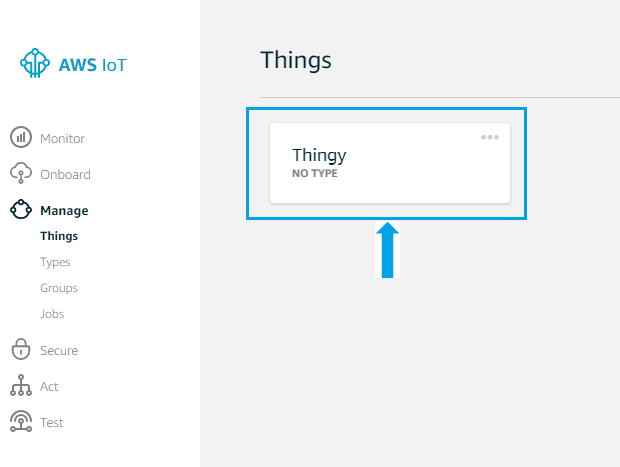 AWS IoT
Monitor
Onboard
Manage
Things
Types
Groups
Jobs
Secure
Act
Test
Things
Thingy
NO TYPE